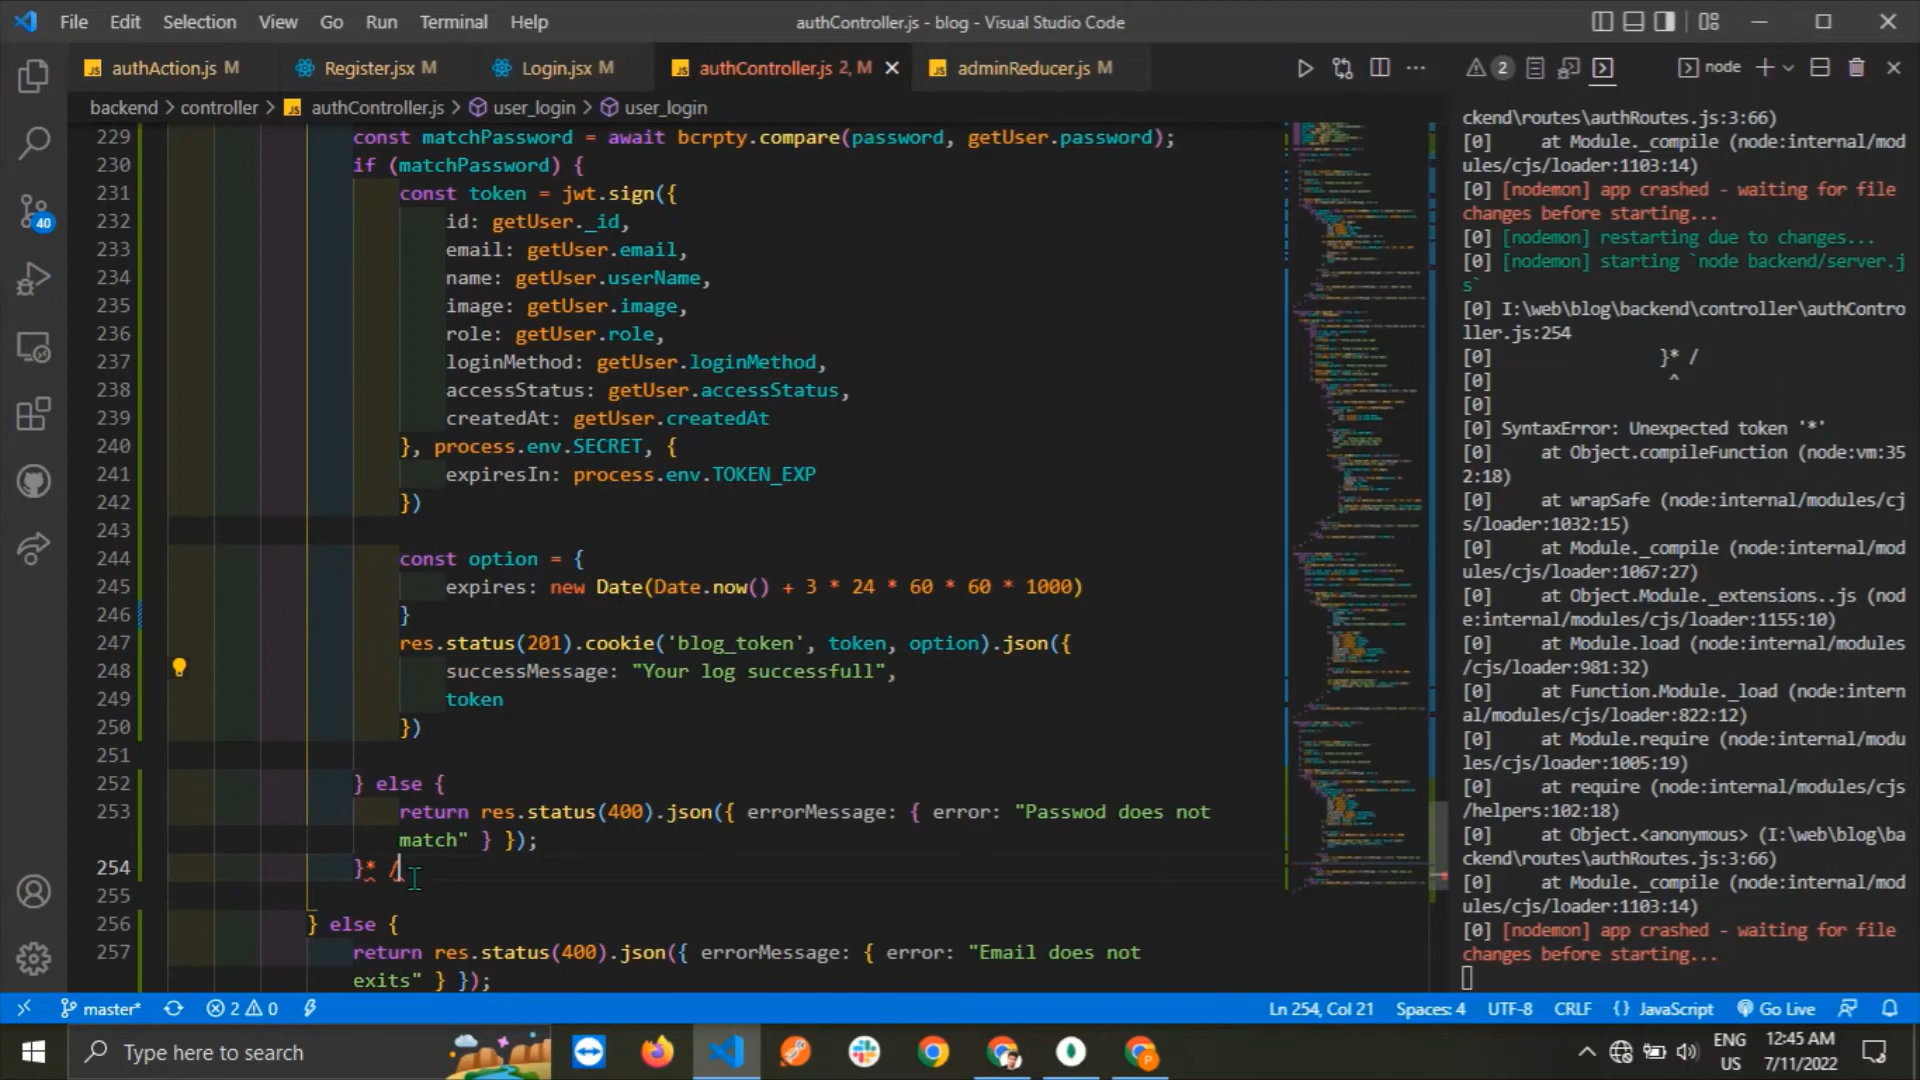 File Edit Selection View Go Run Terminal Help
authController.js - blog - Visual Studio Code
authAction.js M
Register.jsx M
Login.jsx M
authController.js 2, M
adminReducer.js M
2
node
backend > controller > authController.js > user_login > user_login
229 const matchPassword = await bcrpty.compare(password, getUser.password);
230 if (matchPassword) {
231 const token = jwt.sign({
232 id: getUser._id,
233 email: getUser.email,
234 name: getUser.userName,
235 image: getUser.image,
236 role: getUser.role,
237 loginMethod: getUser.loginMethod,
238 accessStatus: getUser.accessStatus,
239 createdAt: getUser.createdAt
240 }, process.env.SECRET, {
241 expiresIn: process.env.TOKEN_EXP
242 })
243
244 const option = {
245 expires: new Date(Date.now() + 3 * 24 * 60 * 60 * 1000)
246 }
247 res.status(201).cookie('blog_token', token, option).json({
248 successMessage: "Your log successfull",
249 token
250 })
251
252 } else {
253 return res.status(400).json({ errorMessage: { error: "Passwod does not
match" } });
254 }* /
255
256 } else {
257 return res.status(400).json({ errorMessage: { error: "Email does not
exits" } });
ckend\routes\authRoutes.js:3:66)
[0] at Module._compile (node:internal/mod
ules/cjs/loader:1103:14)
[0] [nodemon] app crashed - waiting for file
changes before starting...
[0] [nodemon] restarting due to changes...
[0] [nodemon] starting `node backend/server.j
s`
[0] I:\web\blog\backend\controller\authContro
ller.js:254
[0] }* /
[0] ^
[0]
[0] SyntaxError: Unexpected token '*'
[0] at Object.compileFunction (node:vm:35
2:18)
[0] at wrapSafe (node:internal/modules/cj
s/loader:1032:15)
[0] at Module._compile (node:internal/mod
ules/cjs/loader:1067:27)
[0] at Object.Module._extensions..js (nod
e:internal/modules/cjs/loader:1155:10)
[0] at Module.load (node:internal/modules
/cjs/loader:981:32)
[0] at Function.Module._load (node:intern
al/modules/cjs/loader:822:12)
[0] at Module.require (node:internal/modu
les/cjs/loader:1005:19)
[0] at require (node:internal/modules/cjs
/helpers:102:18)
[0] at Object.<anonymous> (I:\web\blog\ba
ckend\routes\authRoutes.js:3:66)
[0] at Module._compile (node:internal/mod
ules/cjs/loader:1103:14)
[0] [nodemon] app crashed - waiting for file
changes before starting...
40
master* 2 0
Ln 254, Col 21 Spaces: 4 UTF-8 CRLF {} JavaScript Go Live
Type here to search
ENG
US
12:45 AM
7/11/2022